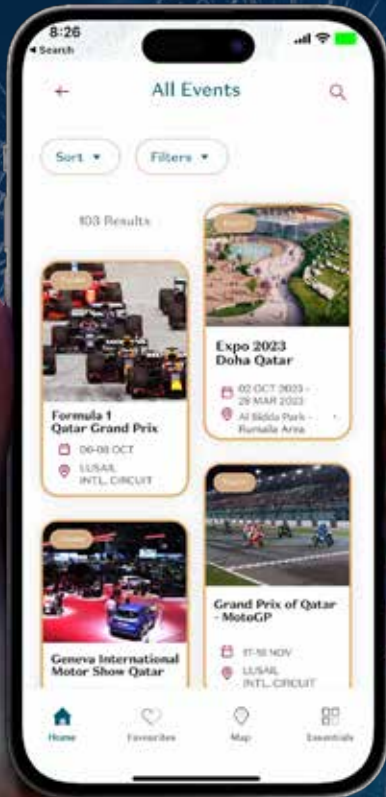 8:26
Search
All Events
Sort
Filters
103 Results
Formula 1
Qatar Grand Prix
06-08 OCT
LUSAIL
INTL. CIRCUIT
Expo 2023
Doha Qatar
02 OCT 2023 -
28 MAR 2023
Al Bidda Park -
Rumaila Area
Geneva International
Motor Show Qatar
Grand Prix of Qatar
- MotoGP
17-19 NOV
LUSAIL
INTL. CIRCUIT
Home
Favourites
Map
Essentials